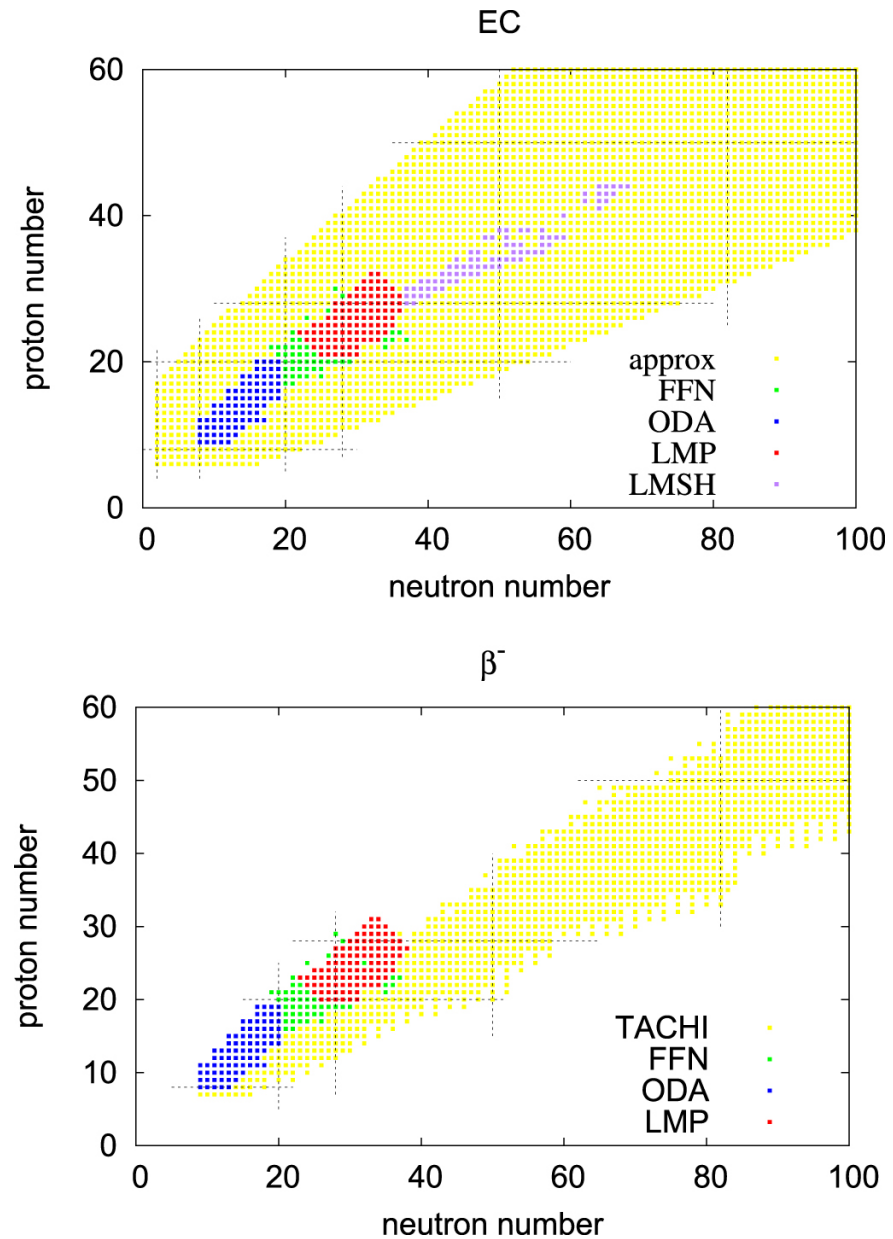 EC
60
40
20
0
proton number
approx
FFN
ODA
LMP
LMSH
0 20 40 60 80 100
neutron number
β-
60
50
40
30
20
10
0
proton number
TACHI
FFN
ODA
LMP
0 20 40 60 80 100
neutron number